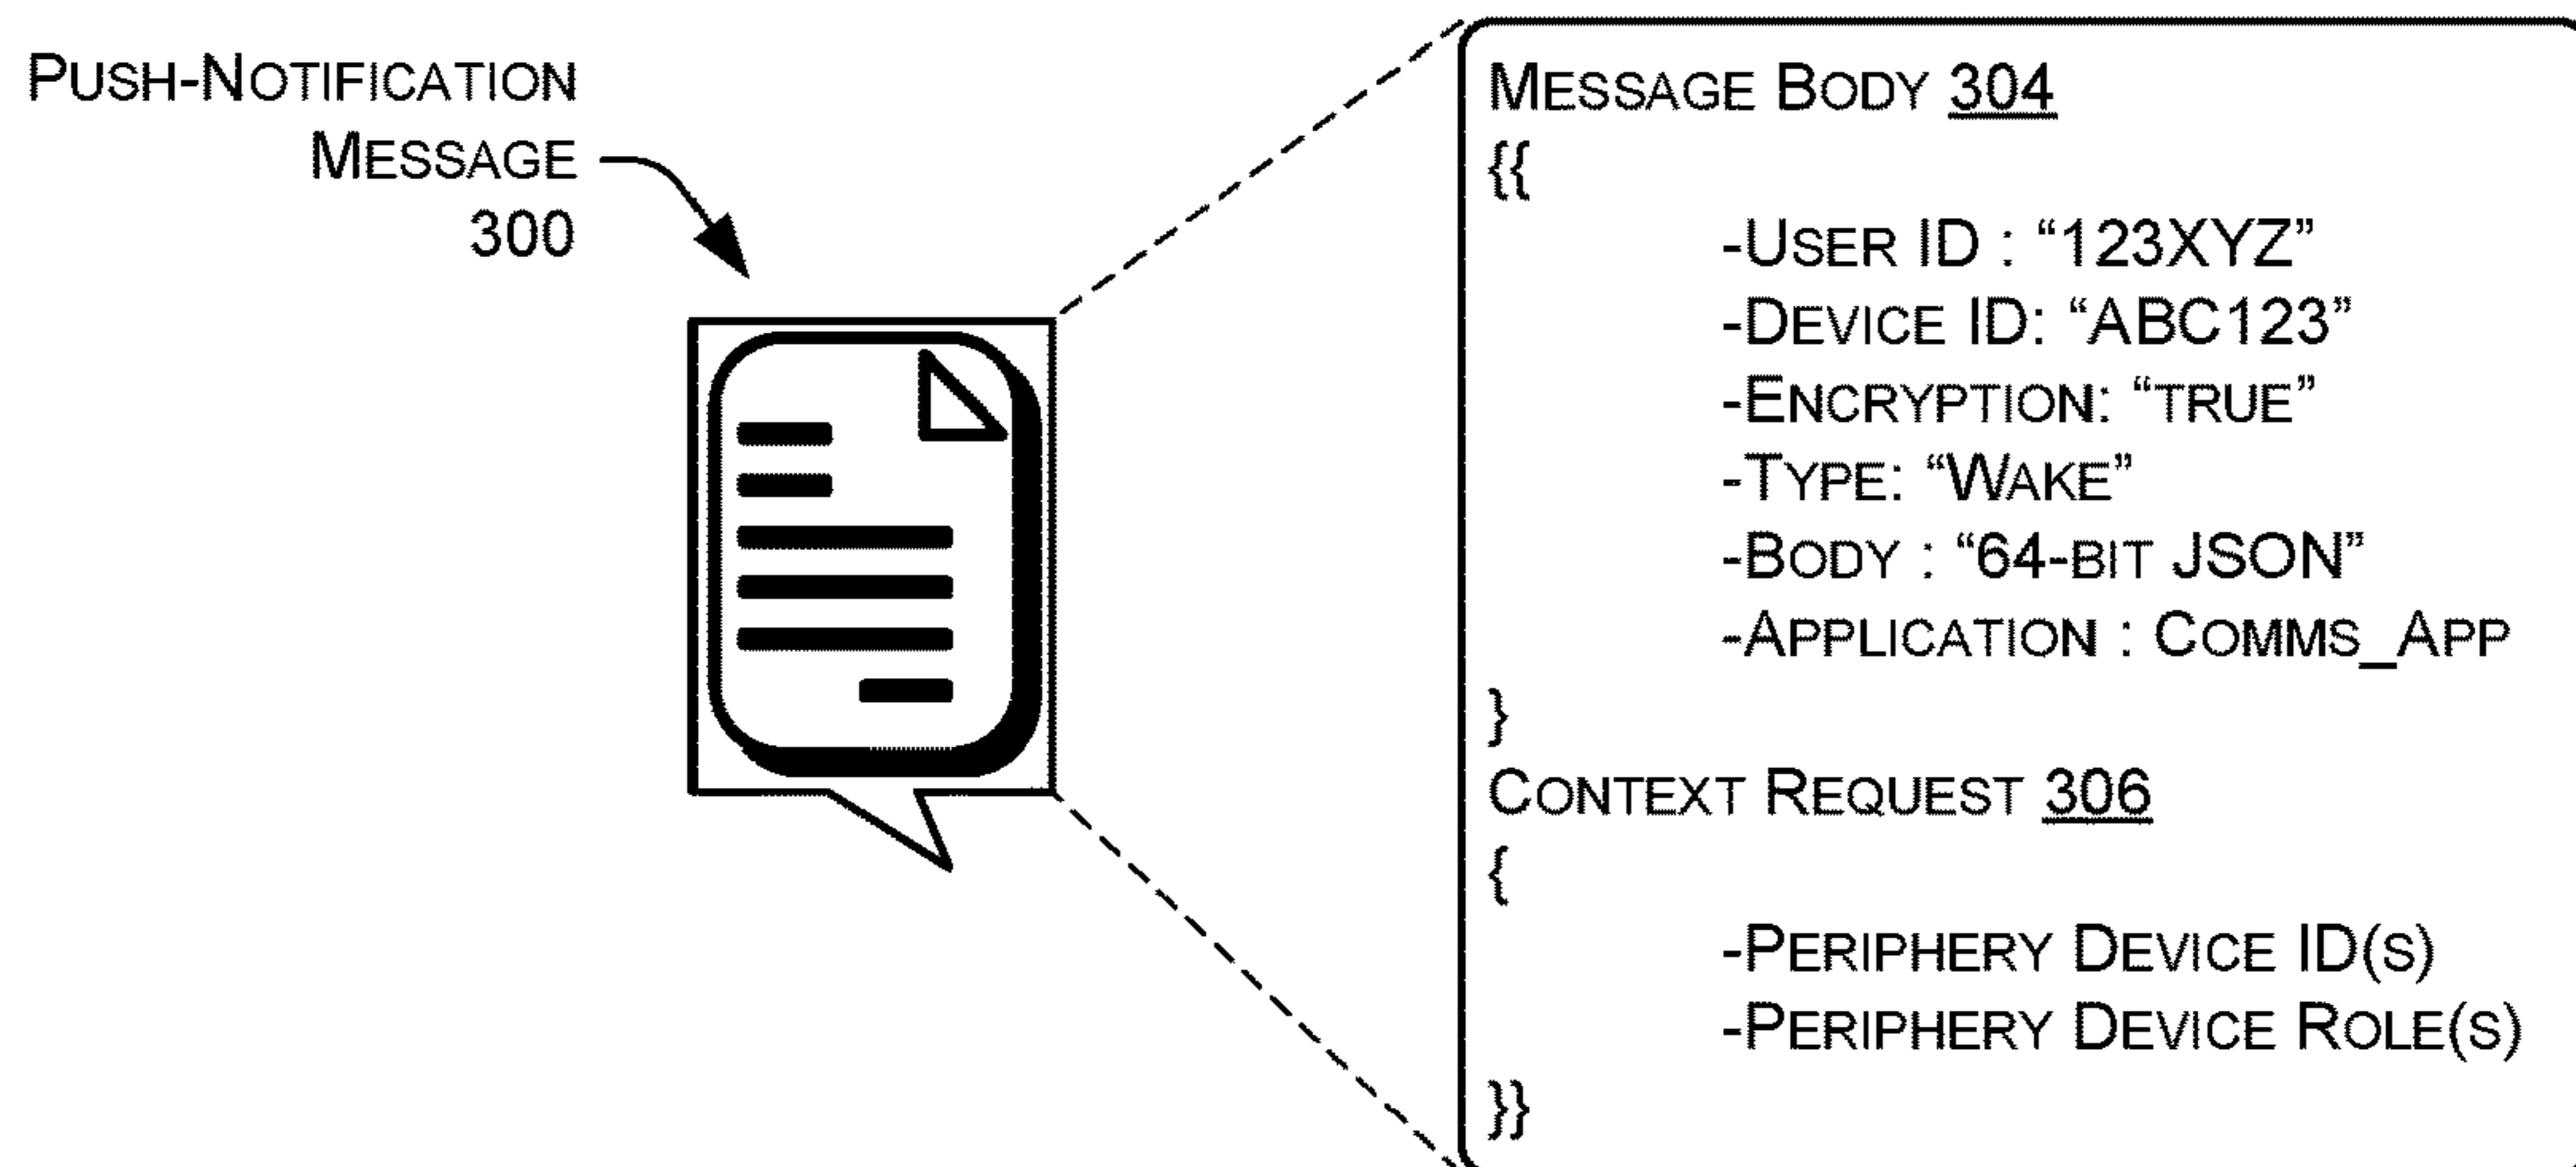 PUSH-NOTIFICATION
MESSAGE
300
MESSAGE BODY 304
{{
-USER ID : “123XYZ”
-DEVICE ID: “ABC123”
-ENCRYPTION: “TRUE”
-TYPE: “WAKE”
-BODY : “64-BIT JSON”
-APPLICATION : COMMS_APP
}
CONTEXT REQUEST 306
{
-PERIPHERY DEVICE ID(S)
-PERIPHERY DEVICE ROLE(S)
}}